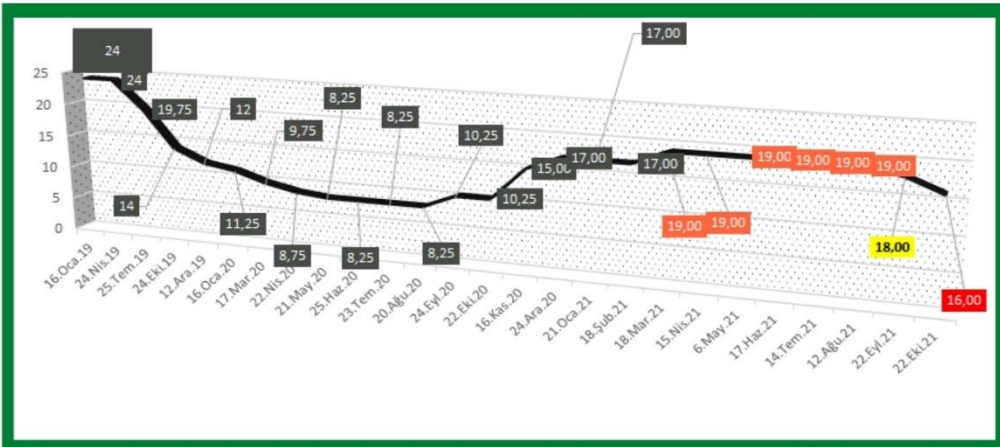 24
17,00
25
20
15
10
5
0
24
19,75
12
9,75
8,25
8,25
10,25
15,00
17,00
17,00
19,00
19,00
19,00
19,00
14
11,25
8,75
8,25
8,25
10,25
19,00
19,00
18,00
16,00
16.Oca.19
24.Nis.19
25.Tem.19
24.Eki.19
12.Ara.19
16.Oca.20
17.Mar.20
22.Nis.20
21.May.20
25.Haz.20
23.Tem.20
20.Ağu.20
24.Eyl.20
22.Eki.20
16.Kas.20
24.Ara.20
21.Oca.21
18.Şub.21
18.Mar.21
15.Nis.21
6.May.21
17.Haz.21
14.Tem.21
12.Ağu.21
22.Eyl.21
22.Eki.21